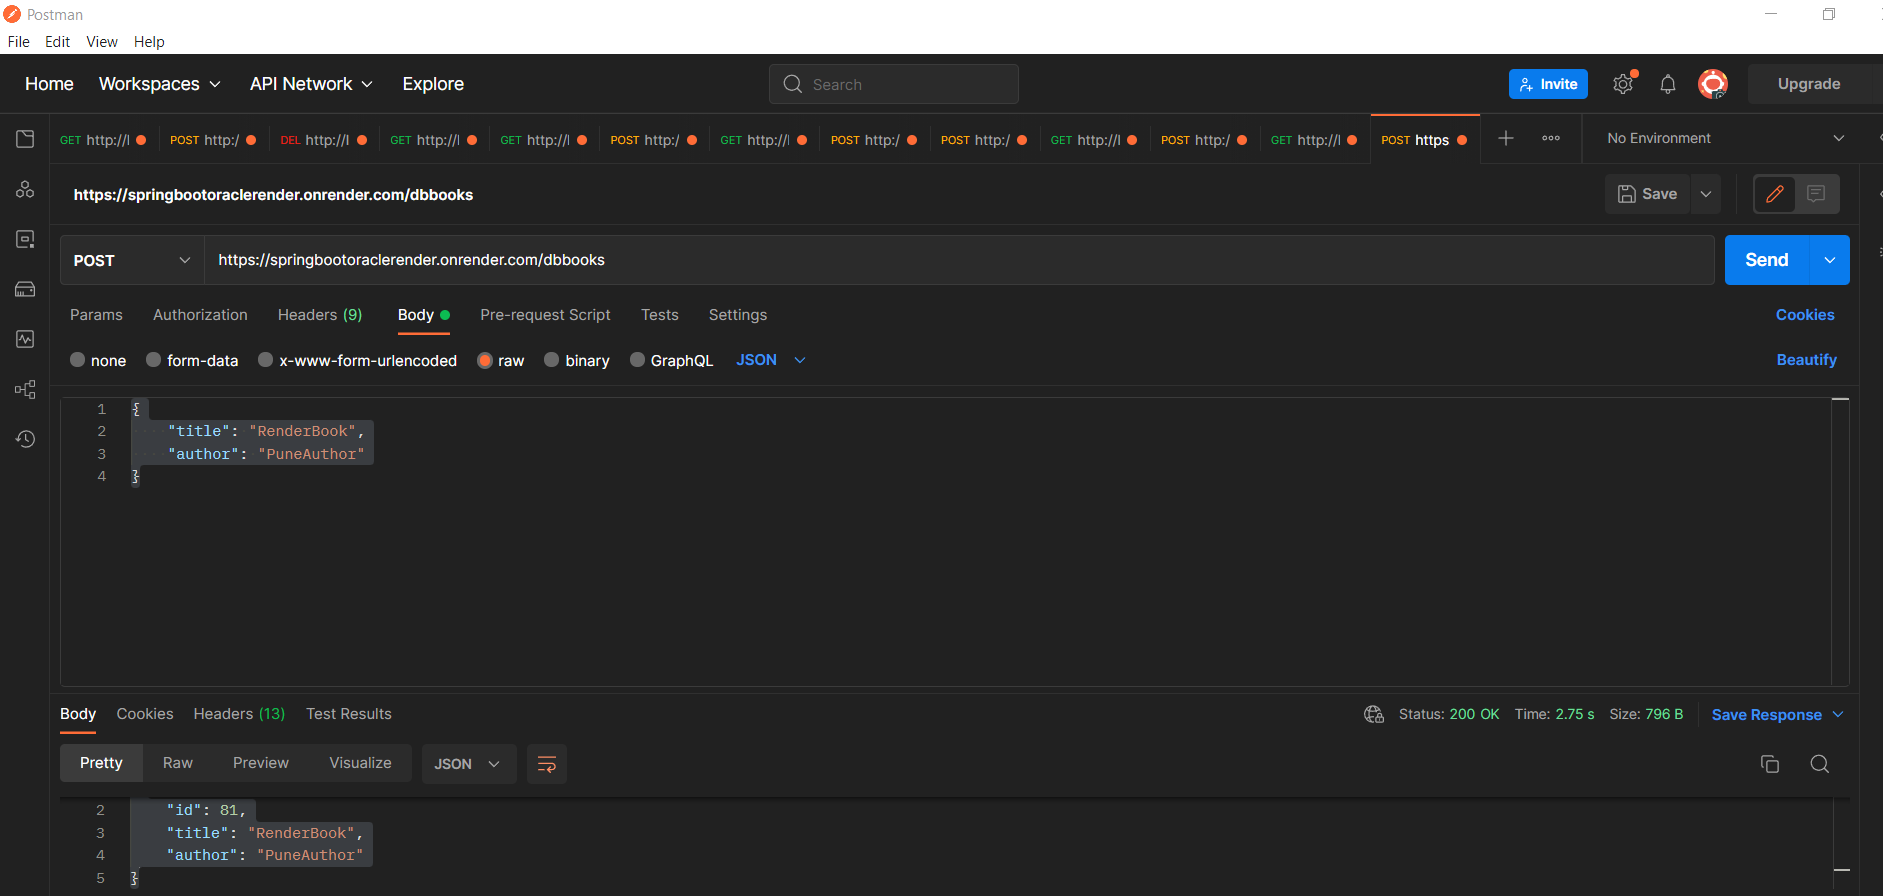 Postman
File Edit View Help
Home Workspaces API Network Explore Search Invite Upgrade
GET http://l POST http:/ DEL http://l GET http://l GET http://l POST http:/ GET http://l POST http:/ POST http:/ GET http://l POST http:/ GET http://l POST https No Environment
https://springbootoraclerender.onrender.com/dbbooks Save
POST https://springbootoraclerender.onrender.com/dbbooks Send
Params Authorization Headers (9) Body Pre-request Script Tests Settings Cookies
none form-data x-www-form-urlencoded raw binary GraphQL JSON Beautify
1 {
2 "title": "RenderBook",
3 "author": "PuneAuthor"
4 }
Body Cookies Headers (13) Test Results Status: 200 OK Time: 2.75 s Size: 796 B Save Response
Pretty Raw Preview Visualize JSON
2 "id": 81,
3 "title": "RenderBook",
4 "author": "PuneAuthor"
5 }